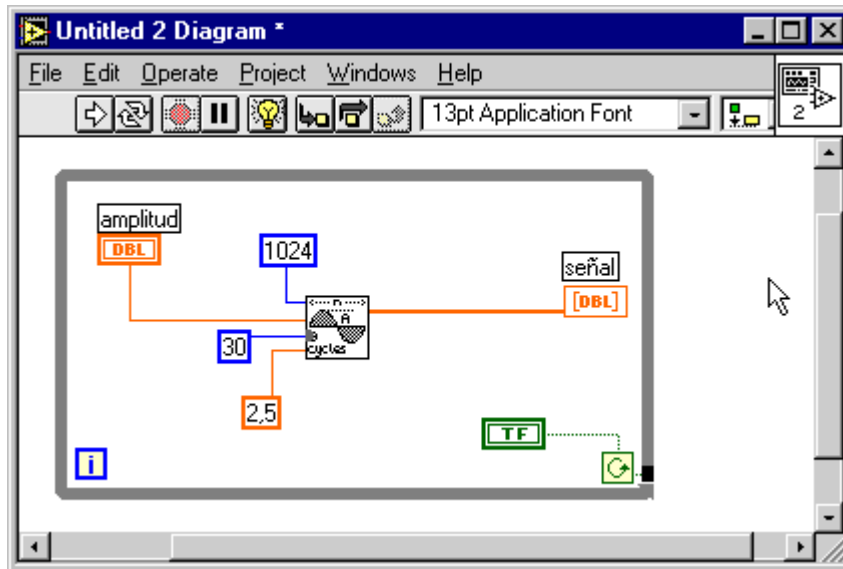 Untitled 2 Diagram *
File Edit Operate Project Windows Help
13pt Application Font
2
amplitud
DBL
1024
señal
[DBL]
n
A
30
cycles
2,5
TF
i